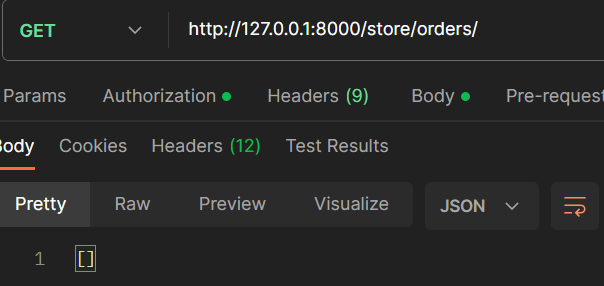 GET http://127.0.0.1:8000/store/orders/
Params Authorization Headers (9) Body Pre-request
Body Cookies Headers (12) Test Results
Pretty Raw Preview Visualize JSON
1 []